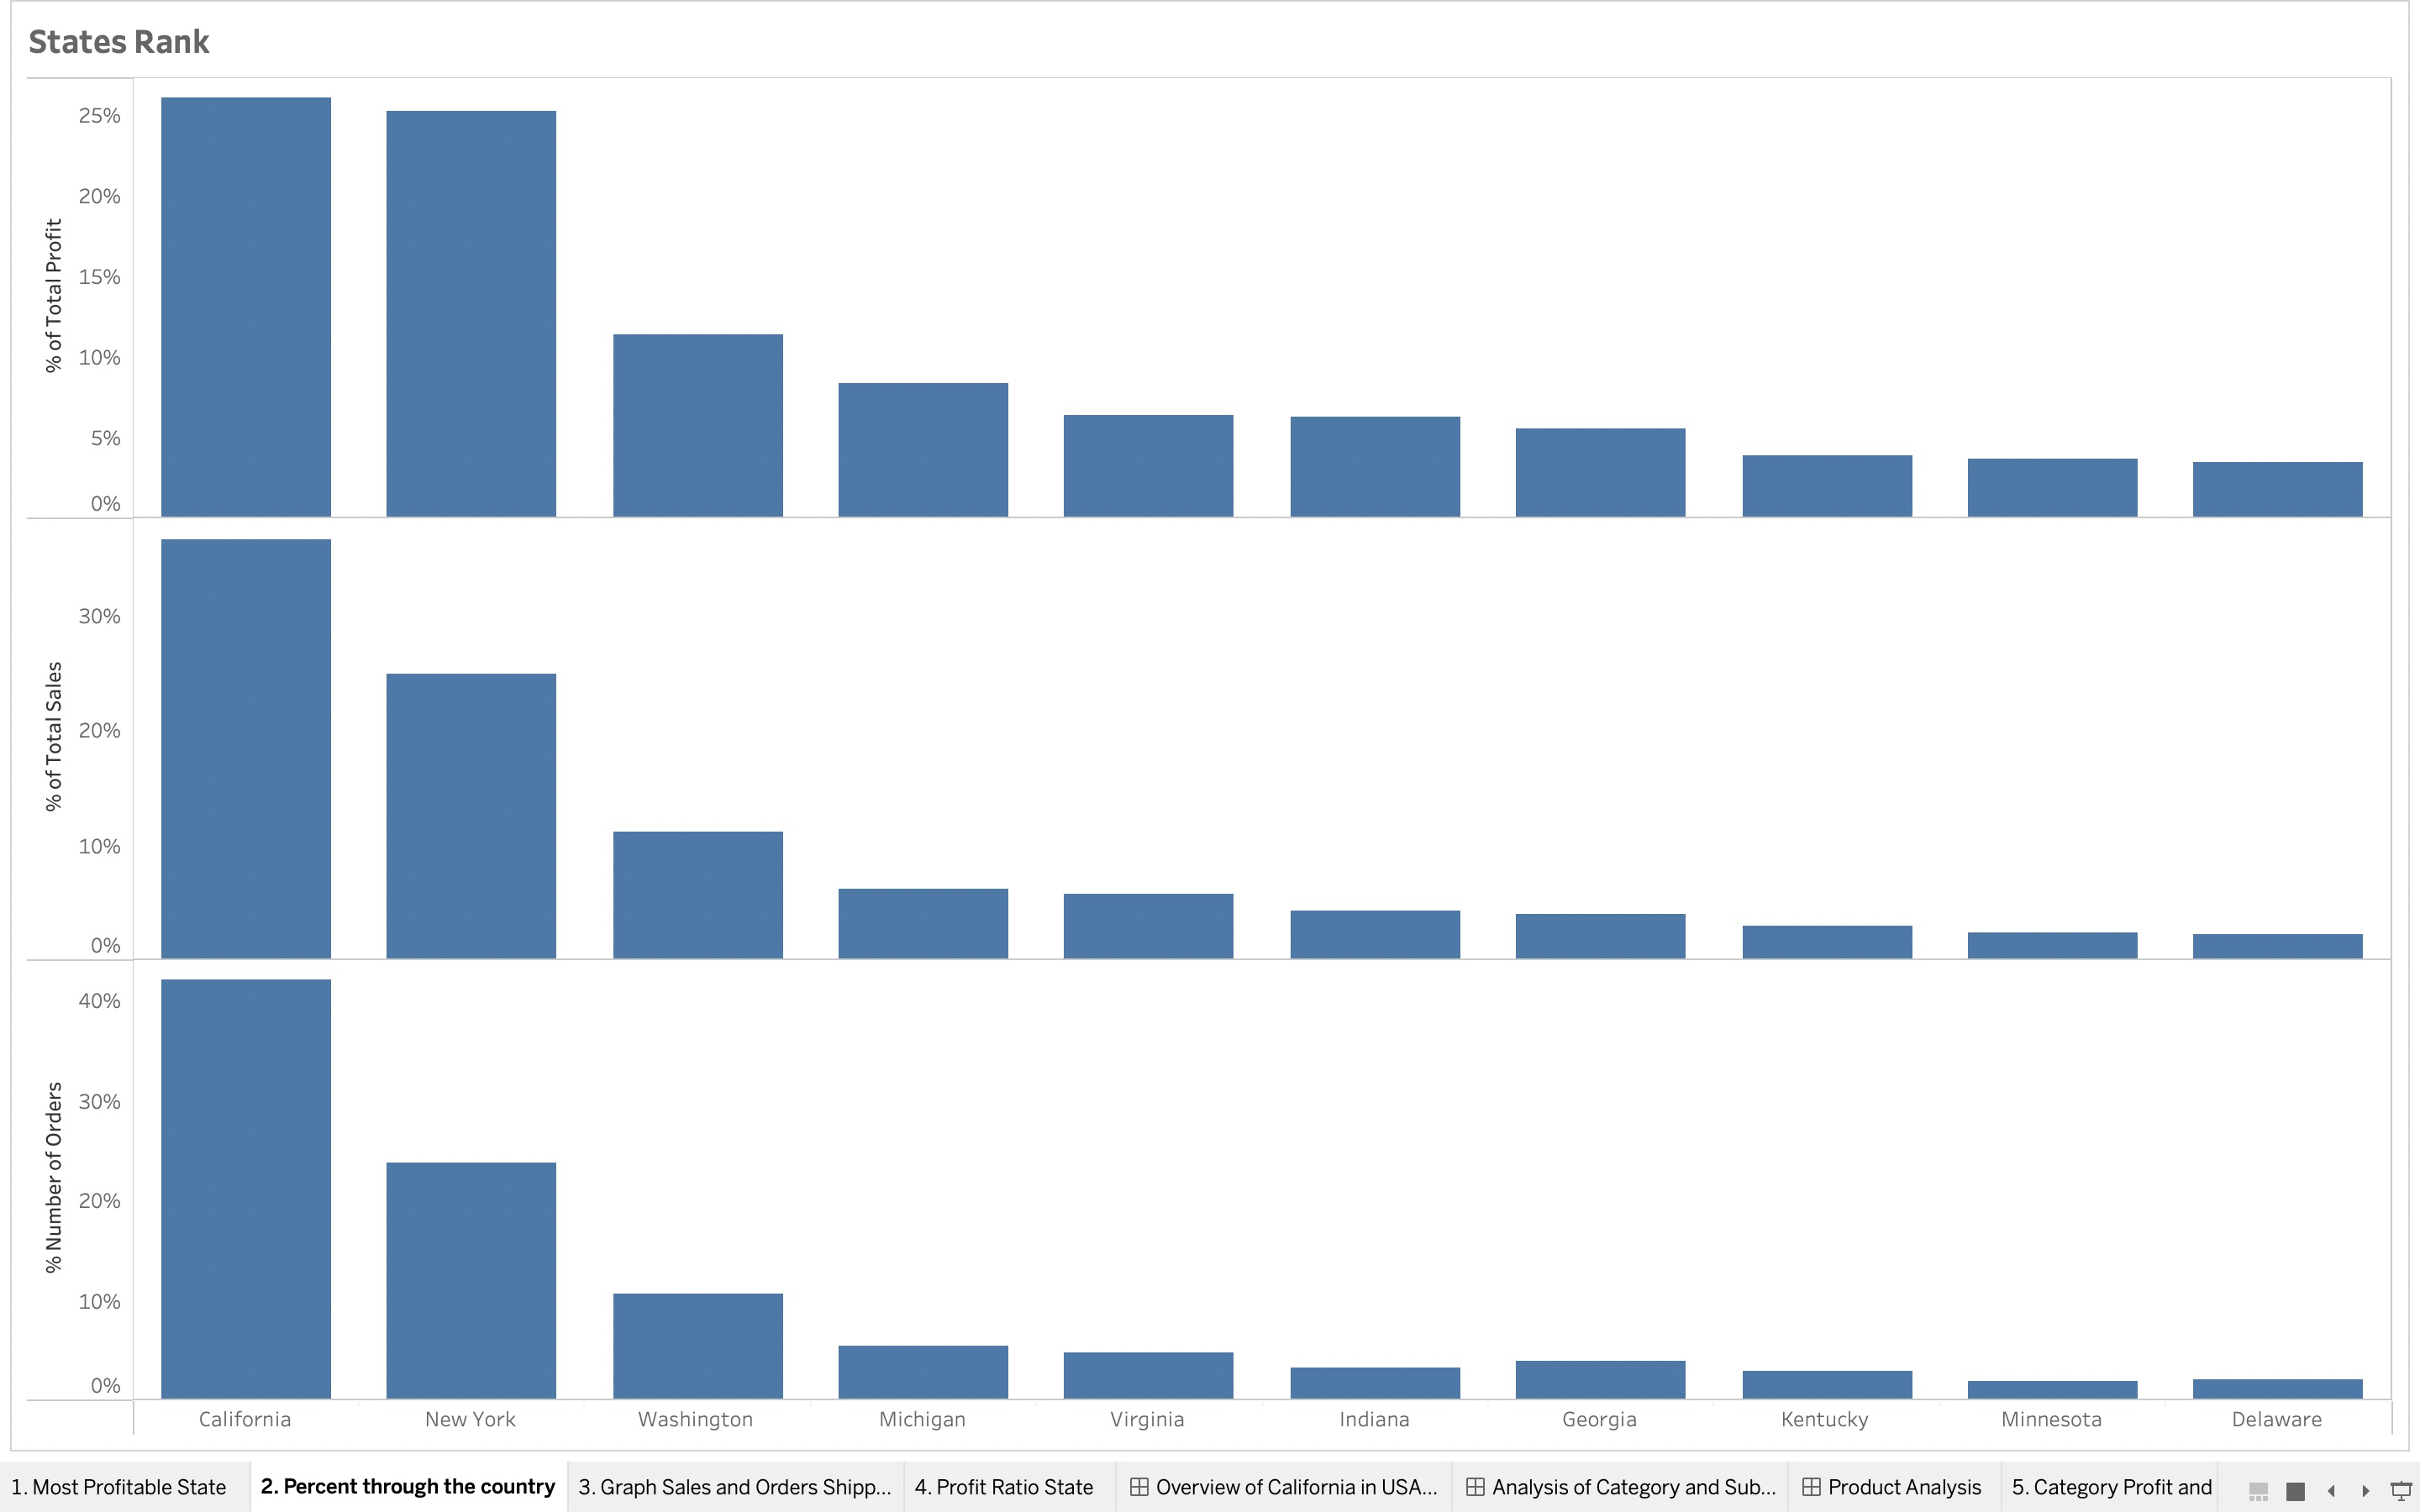 States Rank
% of Total Profit
25%
20%
15%
10%
5%
0%
% of Total Sales
30%
20%
10%
0%
% Number of Orders
40%
30%
20%
10%
0%
California New York Washington Michigan Virginia Indiana Georgia Kentucky Minnesota Delaware
1. Most Profitable State 2. Percent through the country 3. Graph Sales and Orders Shipp... 4. Profit Ratio State Overview of California in USA... Analysis of Category and Sub... Product Analysis 5. Category Profit and